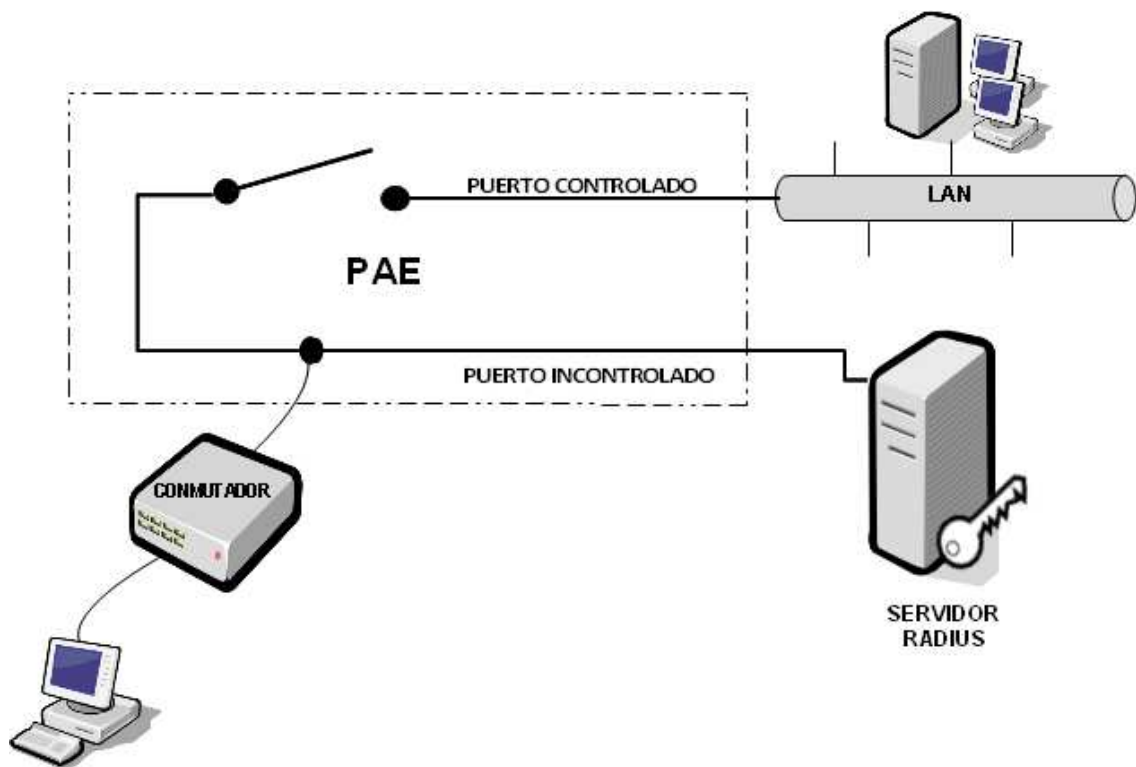 PUERTO CONTROLADO
LAN
PAE
PUERTO INCONTROLADO
CONMUTADOR
SERVIDOR
RADIUS